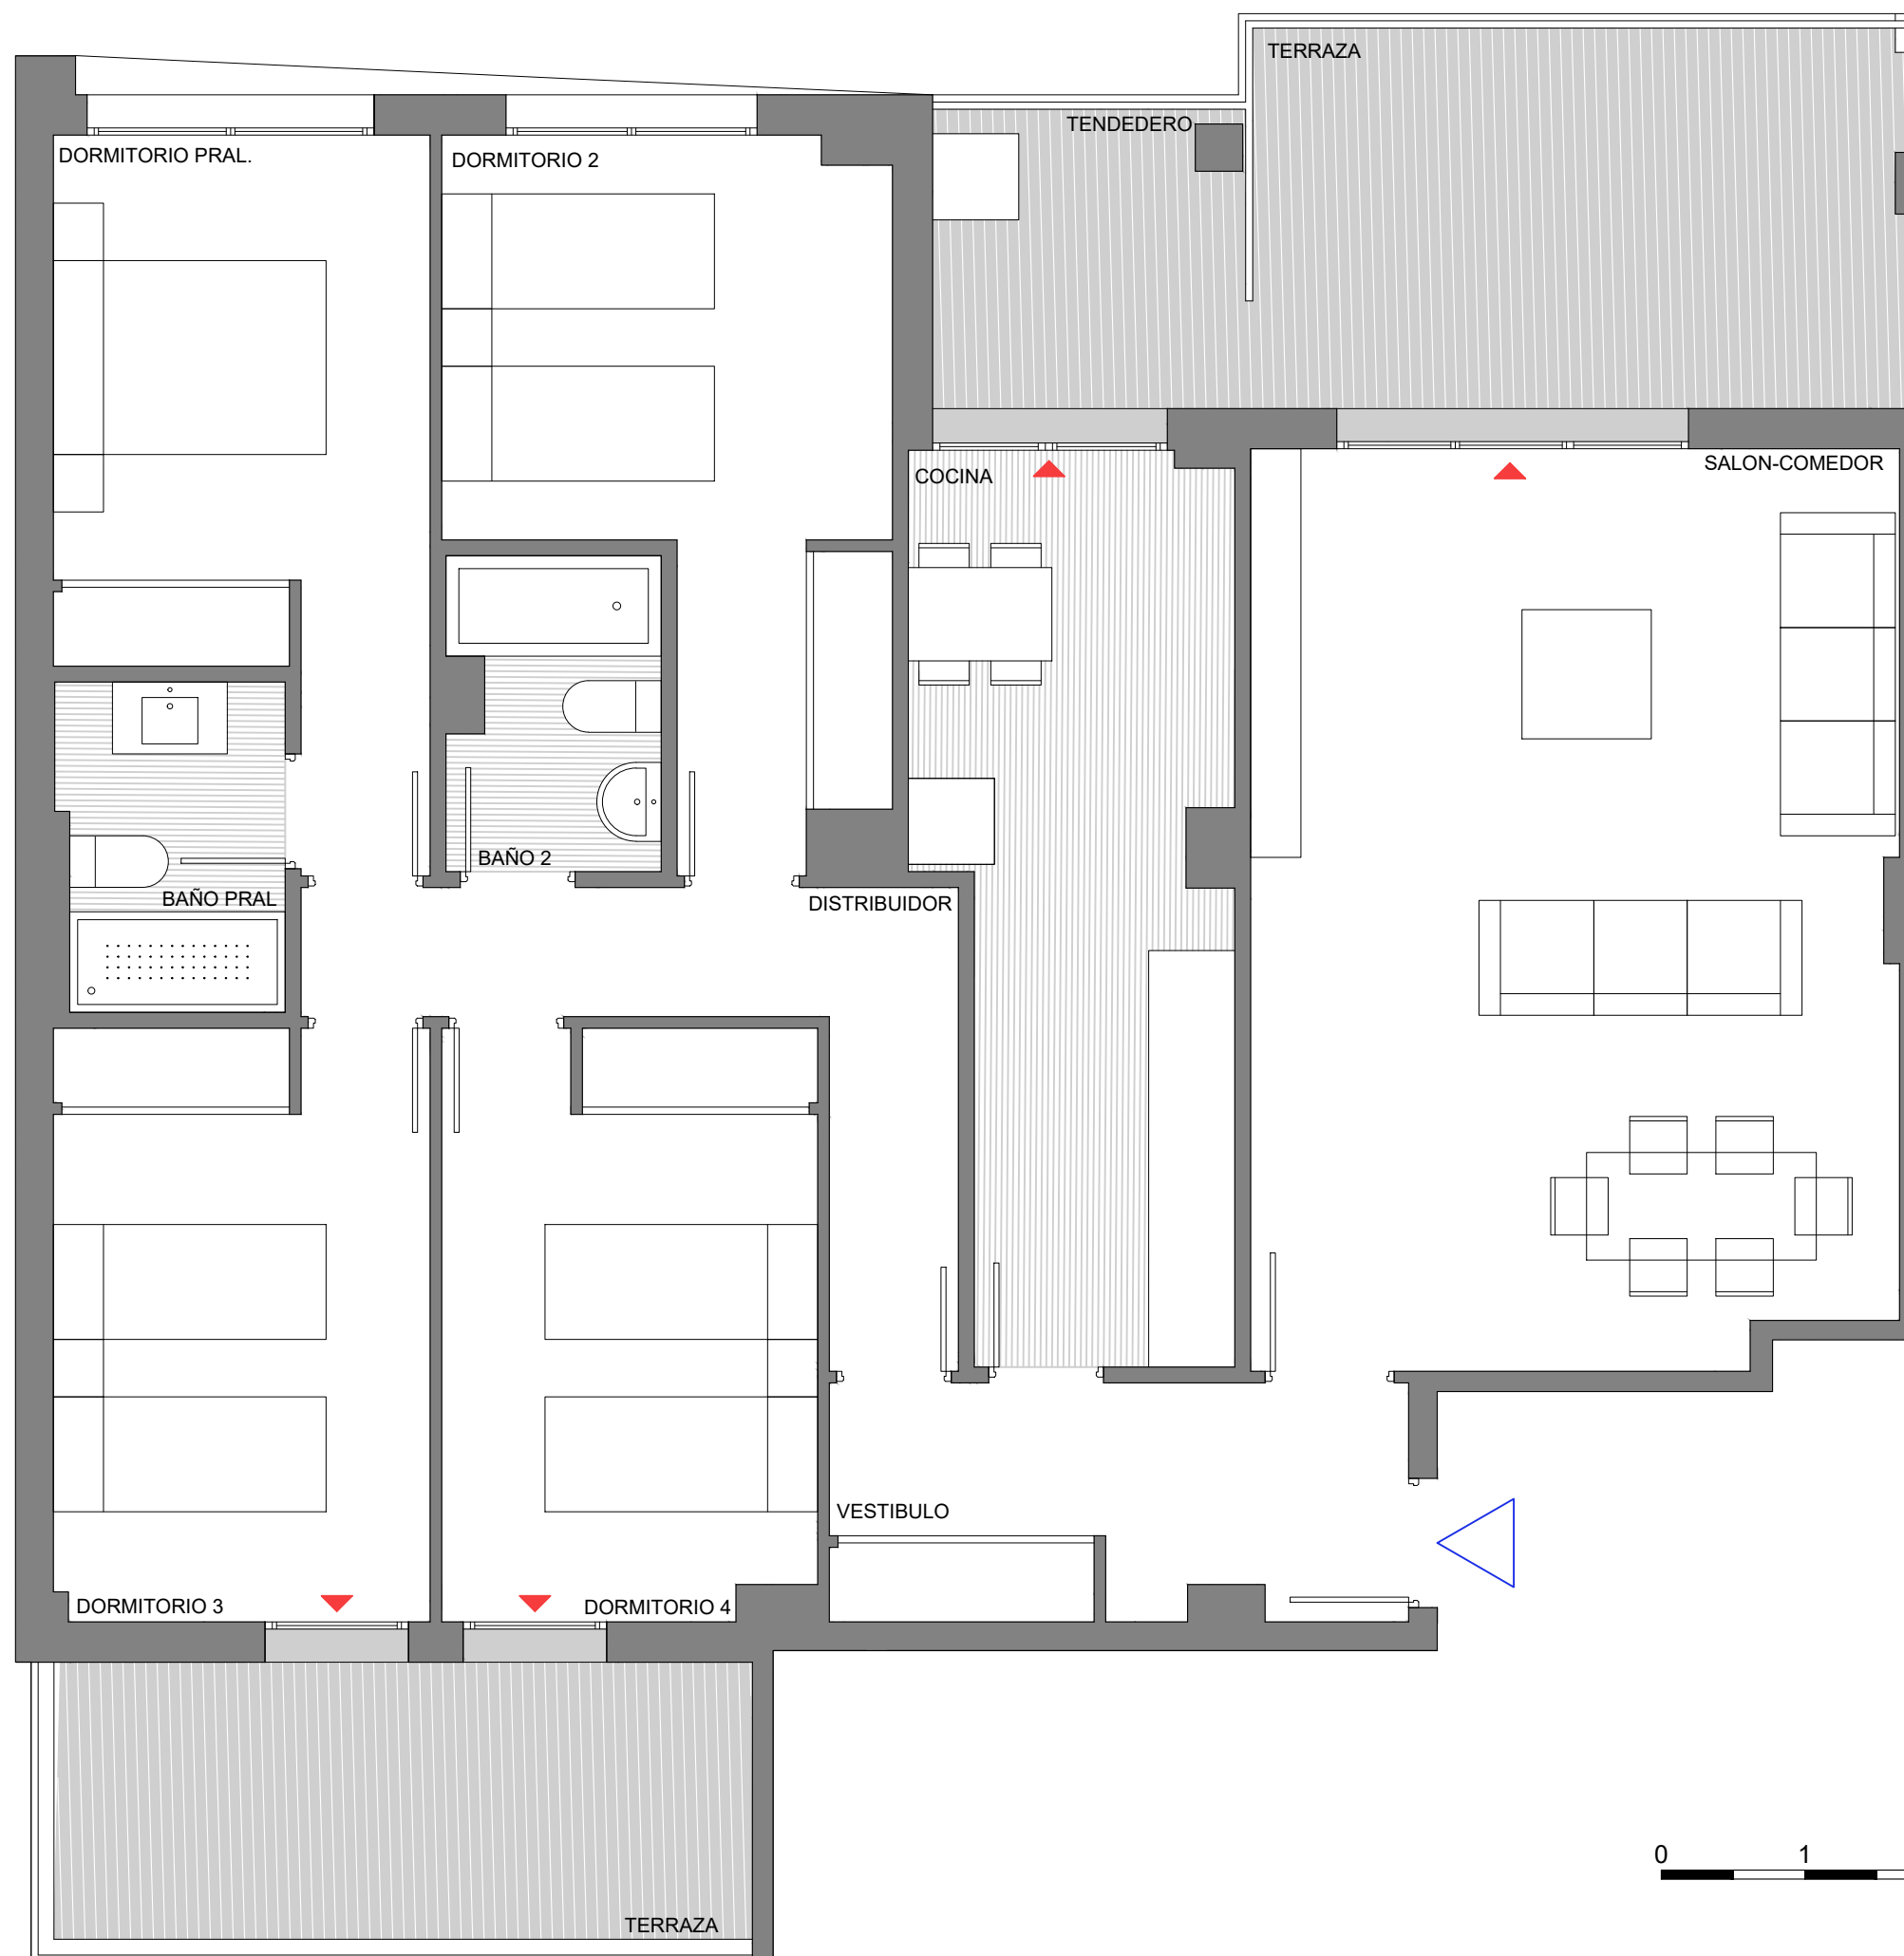 TERRAZA
TENDEDERO
DORMITORIO PRAL.
DORMITORIO 2
SALON-COMEDOR
COCINA
BAÑO 2
BAÑO PRAL
DISTRIBUIDOR
VESTIBULO
DORMITORIO 3
DORMITORIO 4
0 1
TERRAZA